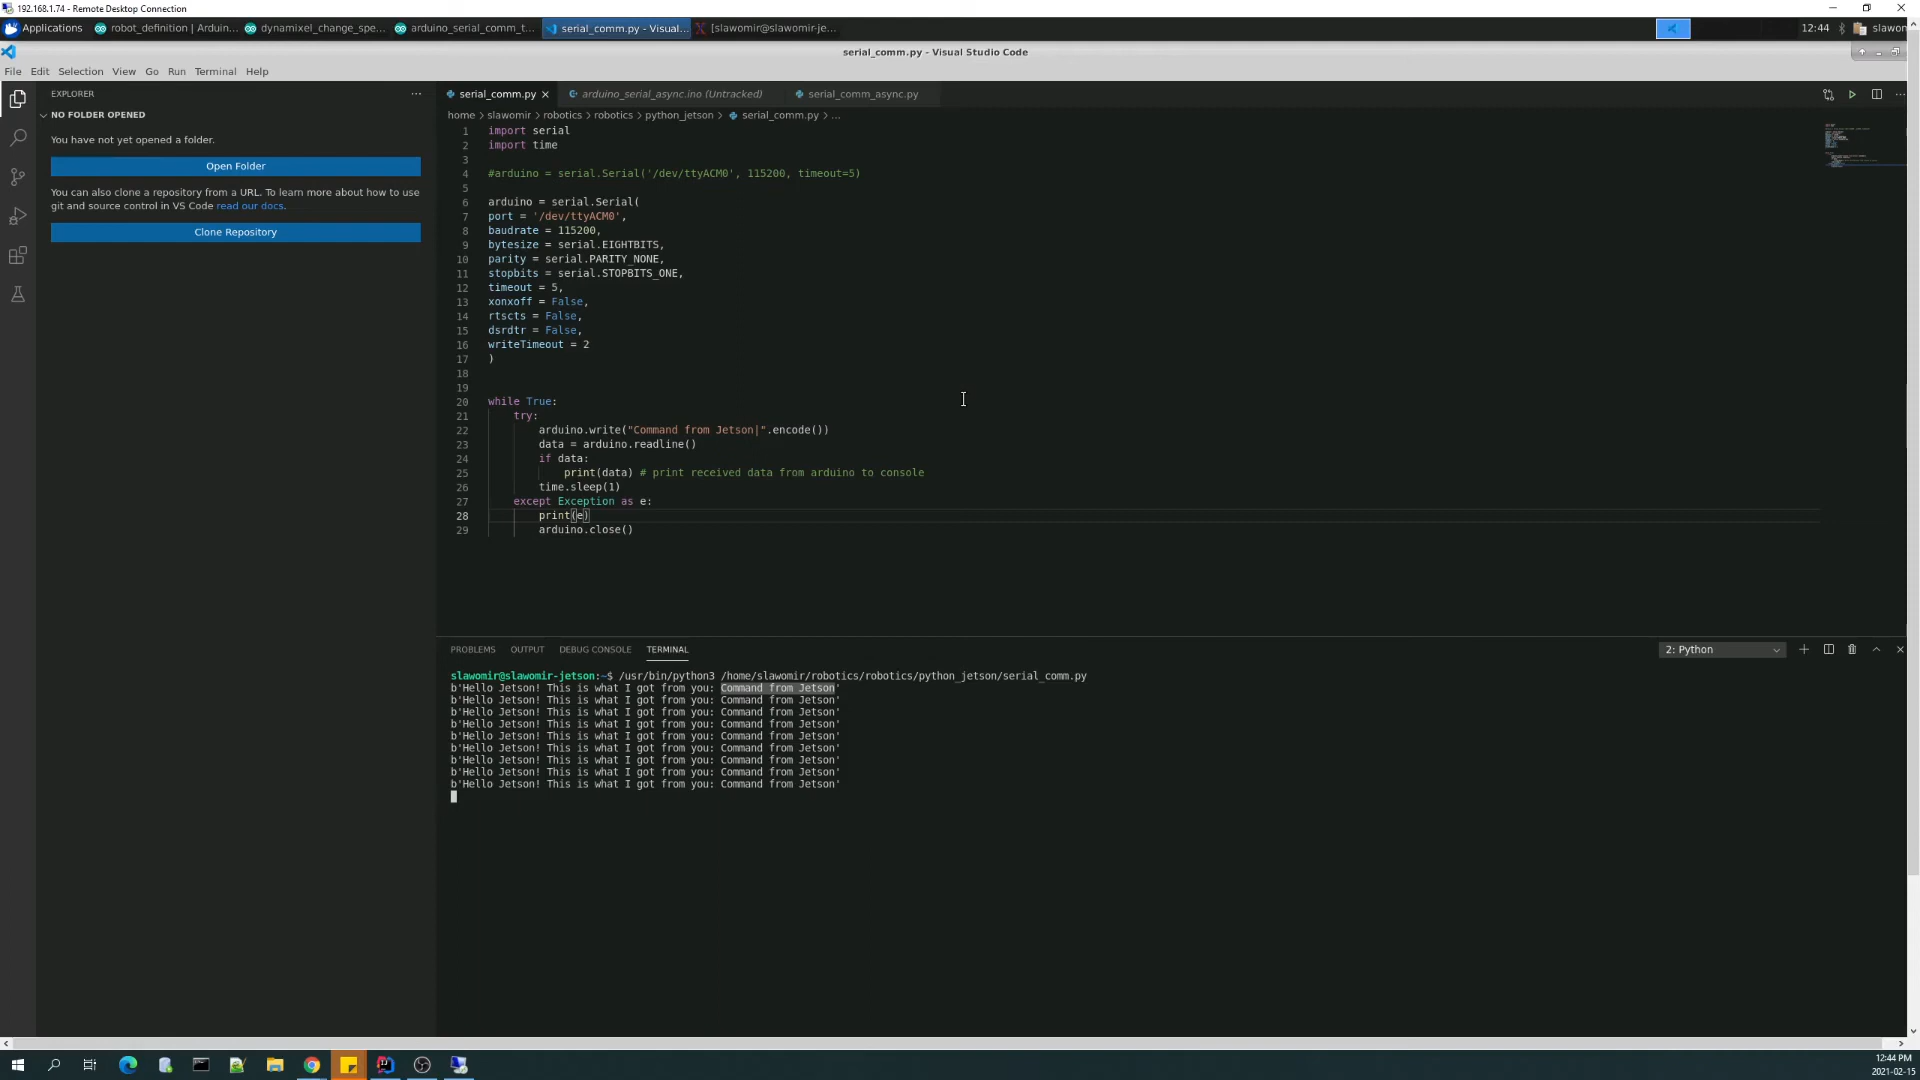 192.168.1.74 - Remote Desktop Connection
Applications
robot_definition | Arduin...
dynamixel_change_spe...
arduino_serial_comm_t...
serial_comm.py - Visual...
[slawomir@slawomir-je...
12:44
slawon
serial_comm.py - Visual Studio Code
File Edit Selection View Go Run Terminal Help
EXPLORER
NO FOLDER OPENED
You have not yet opened a folder.
Open Folder
You can also clone a repository from a URL. To learn more about how to use
git and source control in VS Code read our docs.
Clone Repository
serial_comm.py
arduino_serial_async.ino (Untracked)
serial_comm_async.py
home > slawomir > robotics > robotics > python_jetson > serial_comm.py > ...
1 import serial
2 import time
3
4 #arduino = serial.Serial('/dev/ttyACM0', 115200, timeout=5)
5
6 arduino = serial.Serial(
7 port = '/dev/ttyACM0',
8 baudrate = 115200,
9 bytesize = serial.EIGHTBITS,
10 parity = serial.PARITY_NONE,
11 stopbits = serial.STOPBITS_ONE,
12 timeout = 5,
13 xonxoff = False,
14 rtscts = False,
15 dsrdtr = False,
16 writeTimeout = 2
17 )
18
19
20 while True:
21 try:
22 arduino.write("Command from Jetson|".encode())
23 data = arduino.readline()
24 if data:
25 print(data) # print received data from arduino to console
26 time.sleep(1)
27 except Exception as e:
28 print(e)
29 arduino.close()
PROBLEMS OUTPUT DEBUG CONSOLE TERMINAL
2: Python
slawomir@slawomir-jetson:~$ /usr/bin/python3 /home/slawomir/robotics/robotics/python_jetson/serial_comm.py
b'Hello Jetson! This is what I got from you: Command from Jetson'
b'Hello Jetson! This is what I got from you: Command from Jetson'
b'Hello Jetson! This is what I got from you: Command from Jetson'
b'Hello Jetson! This is what I got from you: Command from Jetson'
b'Hello Jetson! This is what I got from you: Command from Jetson'
b'Hello Jetson! This is what I got from you: Command from Jetson'
b'Hello Jetson! This is what I got from you: Command from Jetson'
b'Hello Jetson! This is what I got from you: Command from Jetson'
b'Hello Jetson! This is what I got from you: Command from Jetson'
12:44 PM
2021-02-15